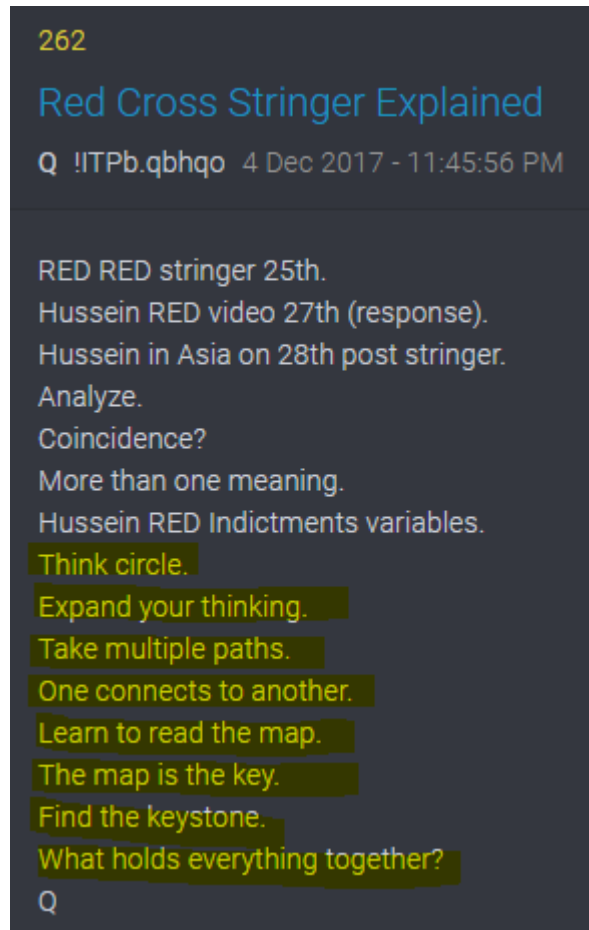 262
Red Cross Stringer Explained
Q !ITPb.qbhqo 4 Dec 2017 - 11:45:56 PM
RED RED stringer 25th.
Hussein RED video 27th (response).
Hussein in Asia on 28th post stringer.
Analyze.
Coincidence?
More than one meaning.
Hussein RED Indictments variables.
Think circle.
Expand your thinking.
Take multiple paths.
One connects to another.
Learn to read the map.
The map is the key.
Find the keystone.
What holds everything together?
Q